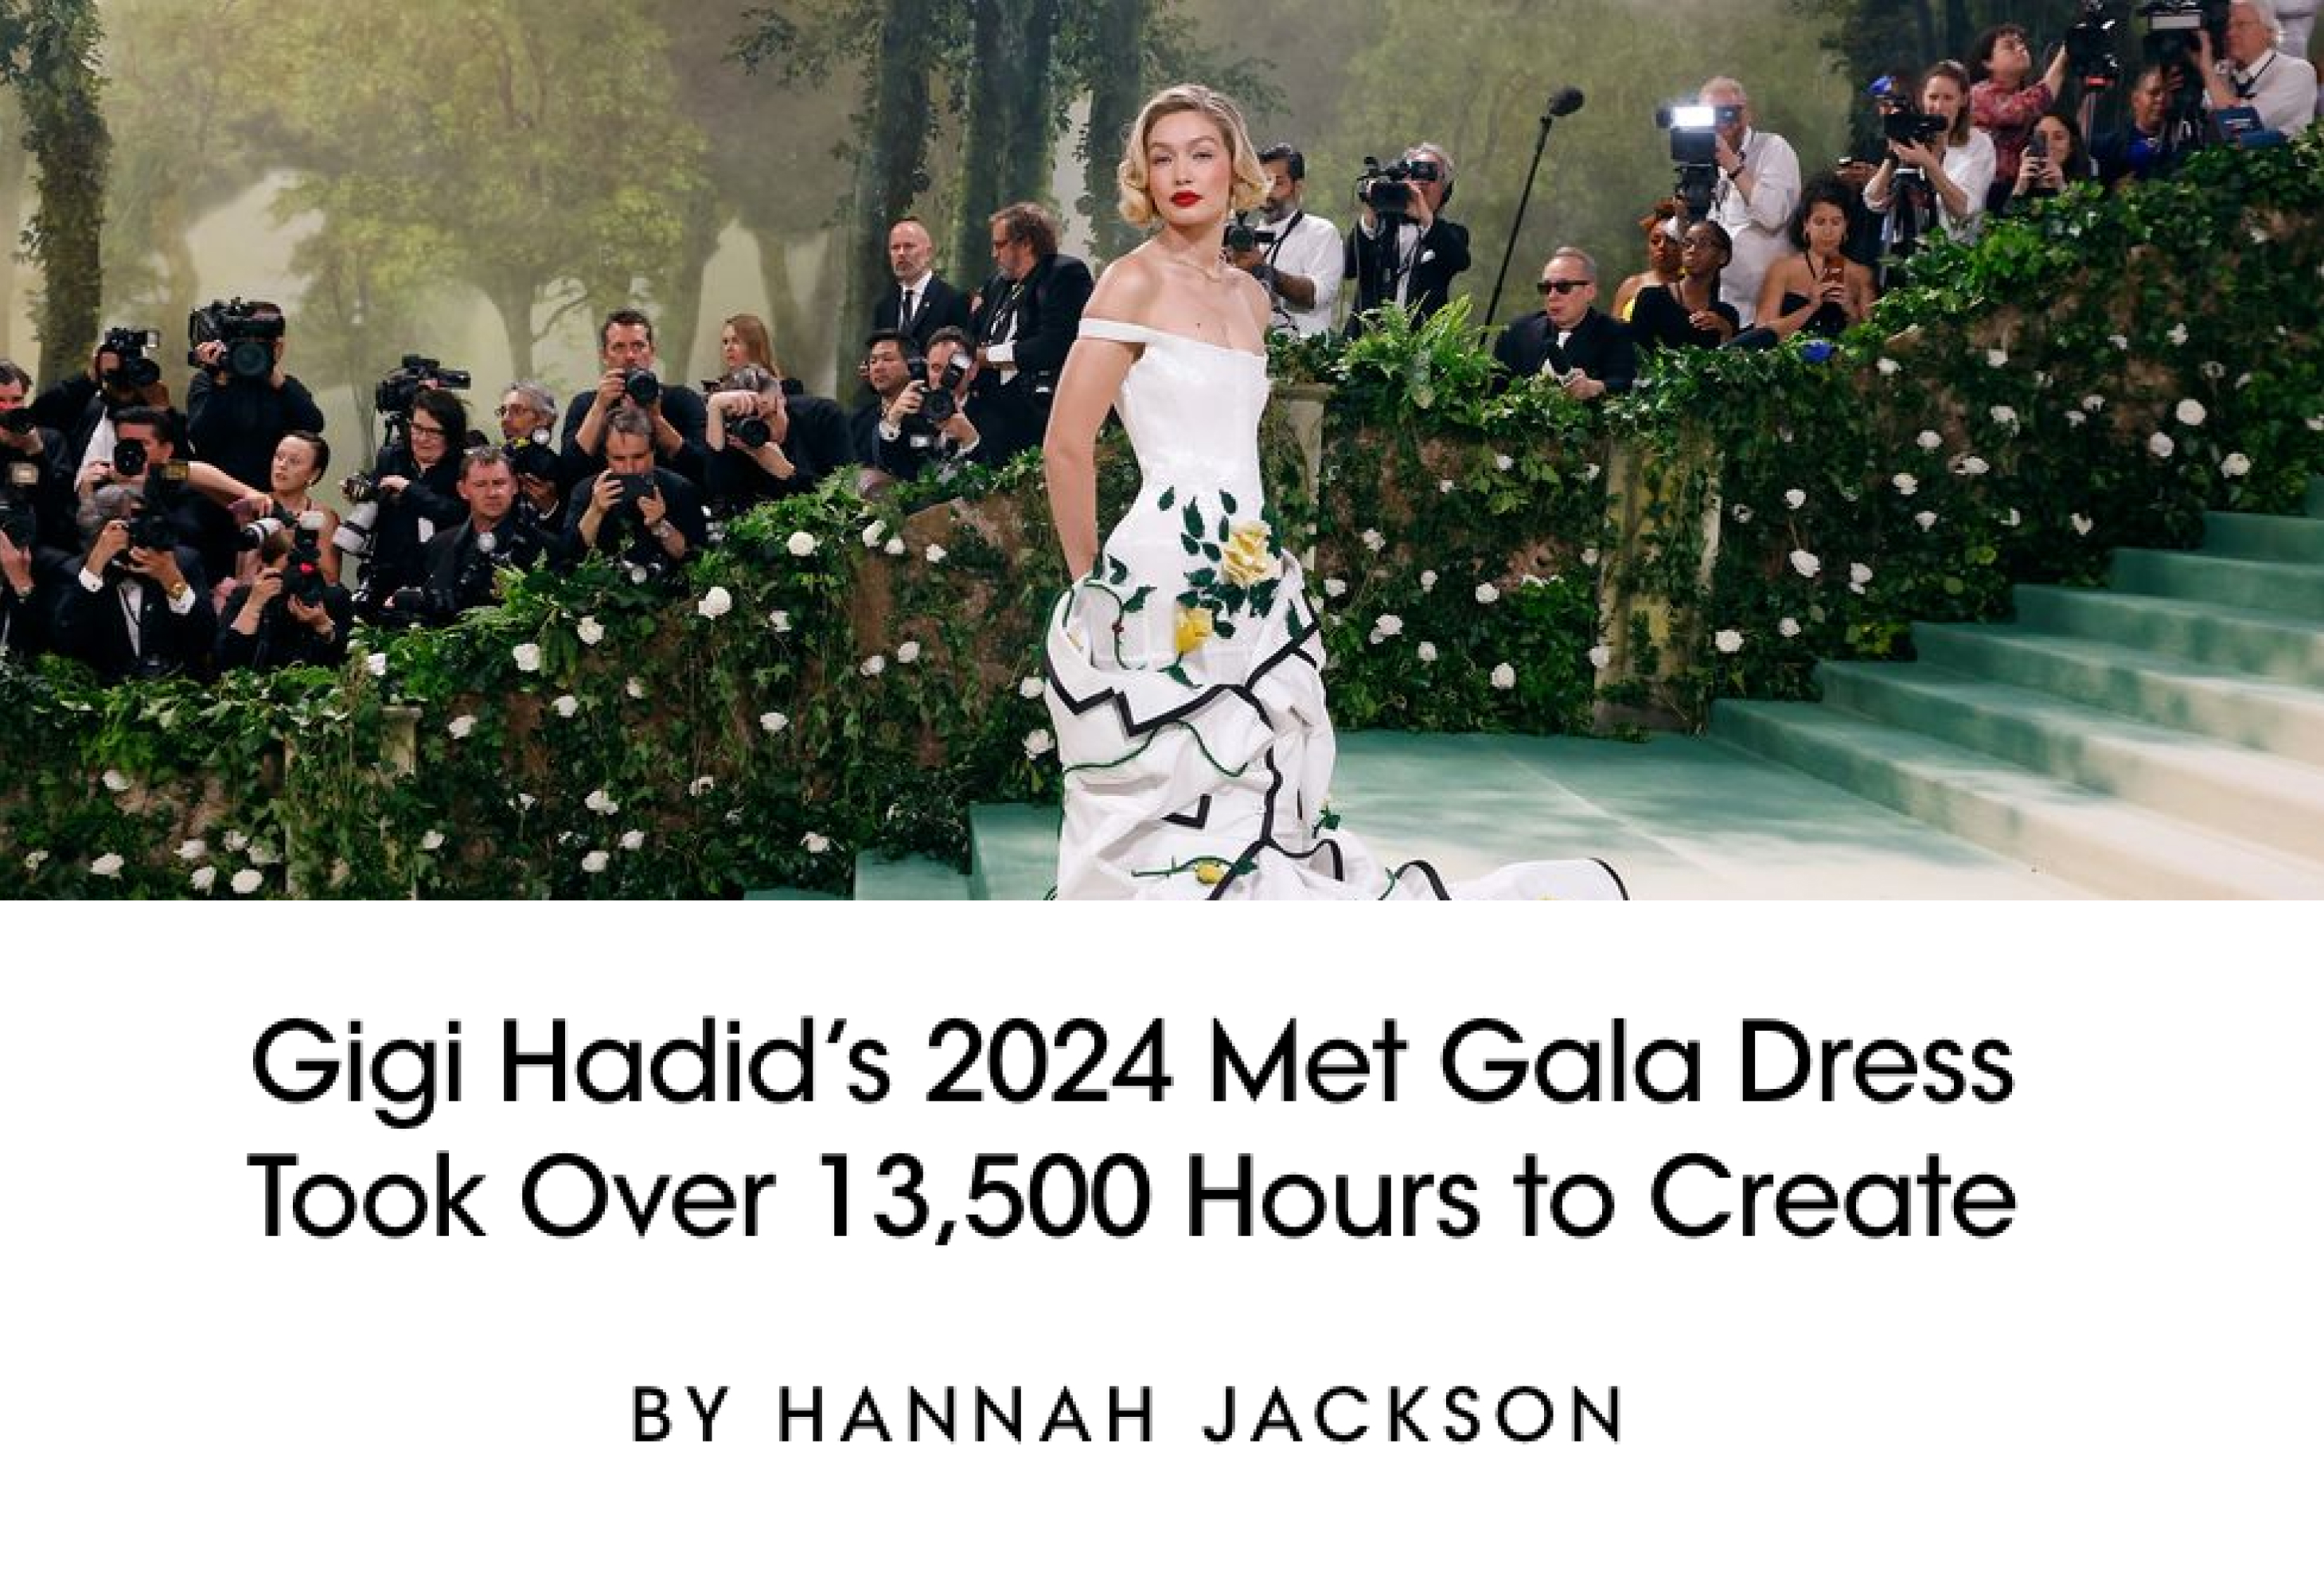 Gigi Hadid’s 2024 Met Gala Dress
Took Over 13,500 Hours to Create
BY HANNAH JACKSON